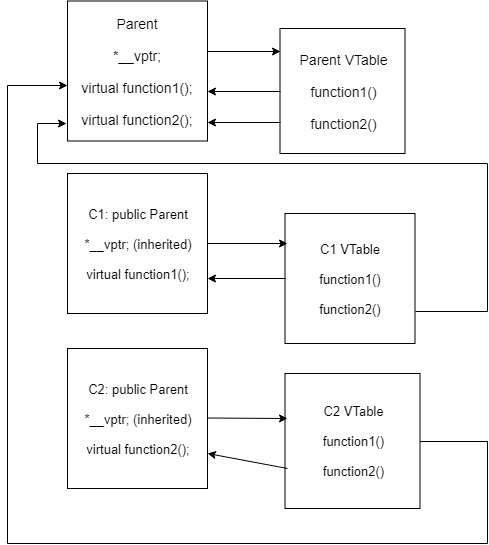 Parent
*__vptr;
virtual function1();
virtual function2();
Parent VTable
function1()
function2()
C1: public Parent
*__vptr; (inherited)
virtual function1();
C1 VTable
function1()
function2()
C2: public Parent
*__vptr; (inherited)
virtual function2();
C2 VTable
function1()
function2()